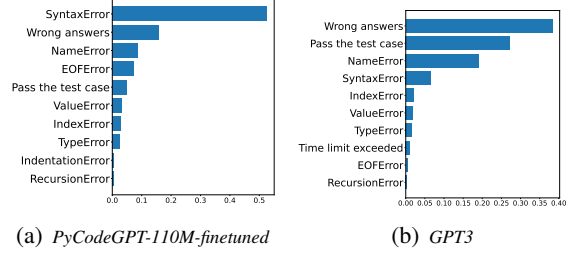 SyntaxError
Wrong answers
NameError
EOFError
Pass the test case
ValueError
IndexError
TypeError
IndentationError
RecursionError
0.0 0.1 0.2 0.3 0.4 0.5
(a) PyCodeGPT-110M-finetuned
Wrong answers
Pass the test case
NameError
SyntaxError
IndexError
ValueError
TypeError
Time limit exceeded
EOFError
RecursionError
0.00 0.05 0.10 0.15 0.20 0.25 0.30 0.35 0.40
(b) GPT3